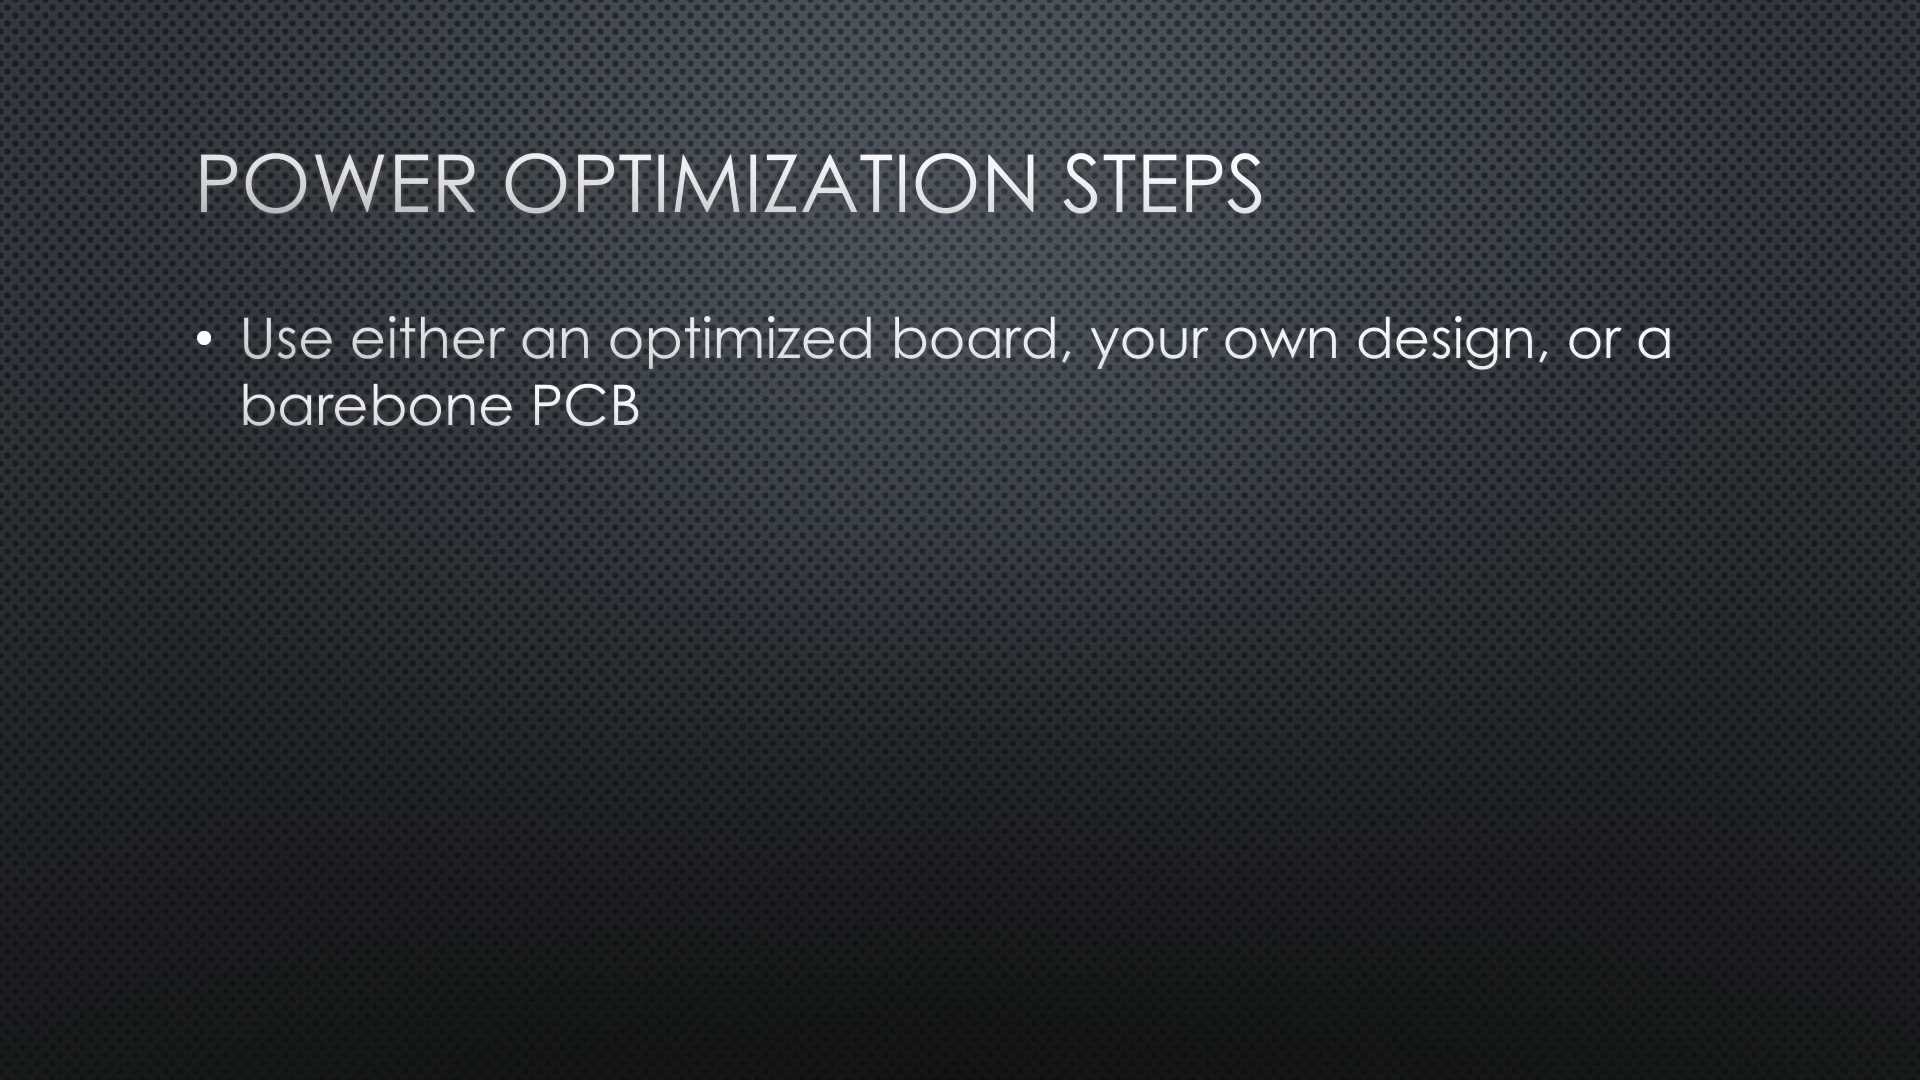 POWER OPTIMIZATION STEPS
• Use either an optimized board, your own design, or a
barebone PCB